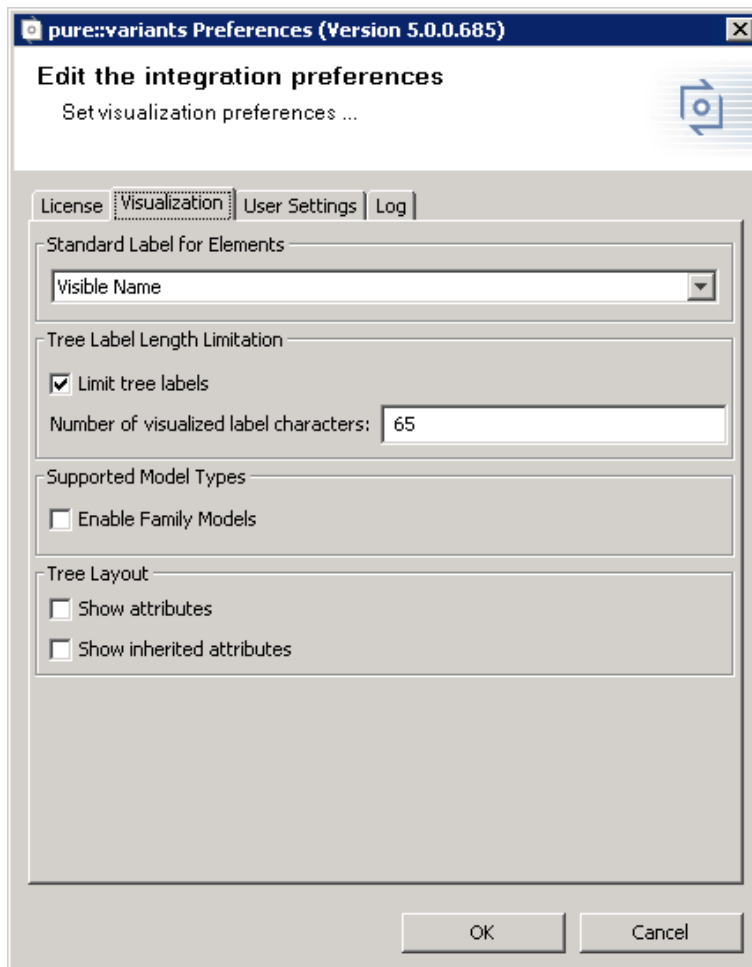 pure::variants Preferences (Version 5.0.0.685)
Edit the integration preferences
Set visualization preferences ...
License Visualization User Settings Log
Standard Label for Elements
Visible Name
Tree Label Length Limitation
Limit tree labels
Number of visualized label characters: 65
Supported Model Types
Enable Family Models
Tree Layout
Show attributes
Show inherited attributes
OK Cancel